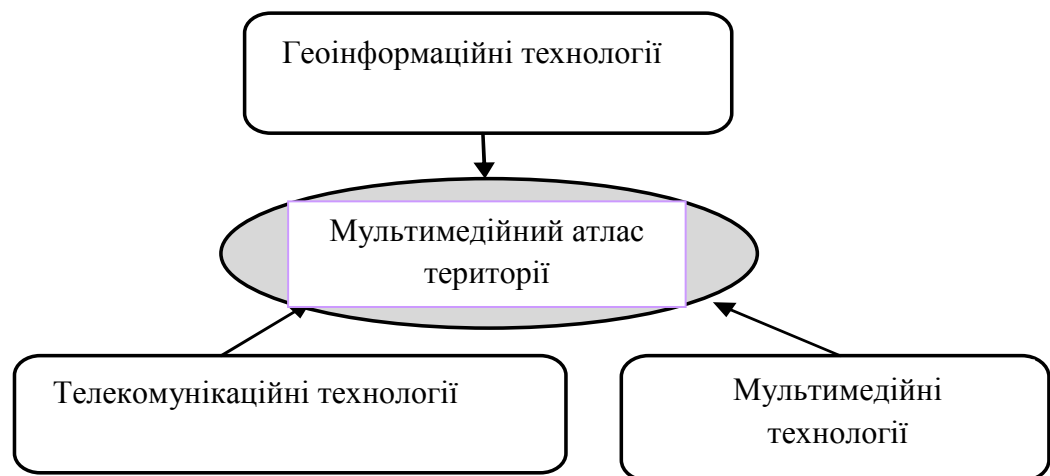 Геоінформаційні технології
Мультимедійний атлас
території
Телекомунікаційні технології
Мультимедійні
технології